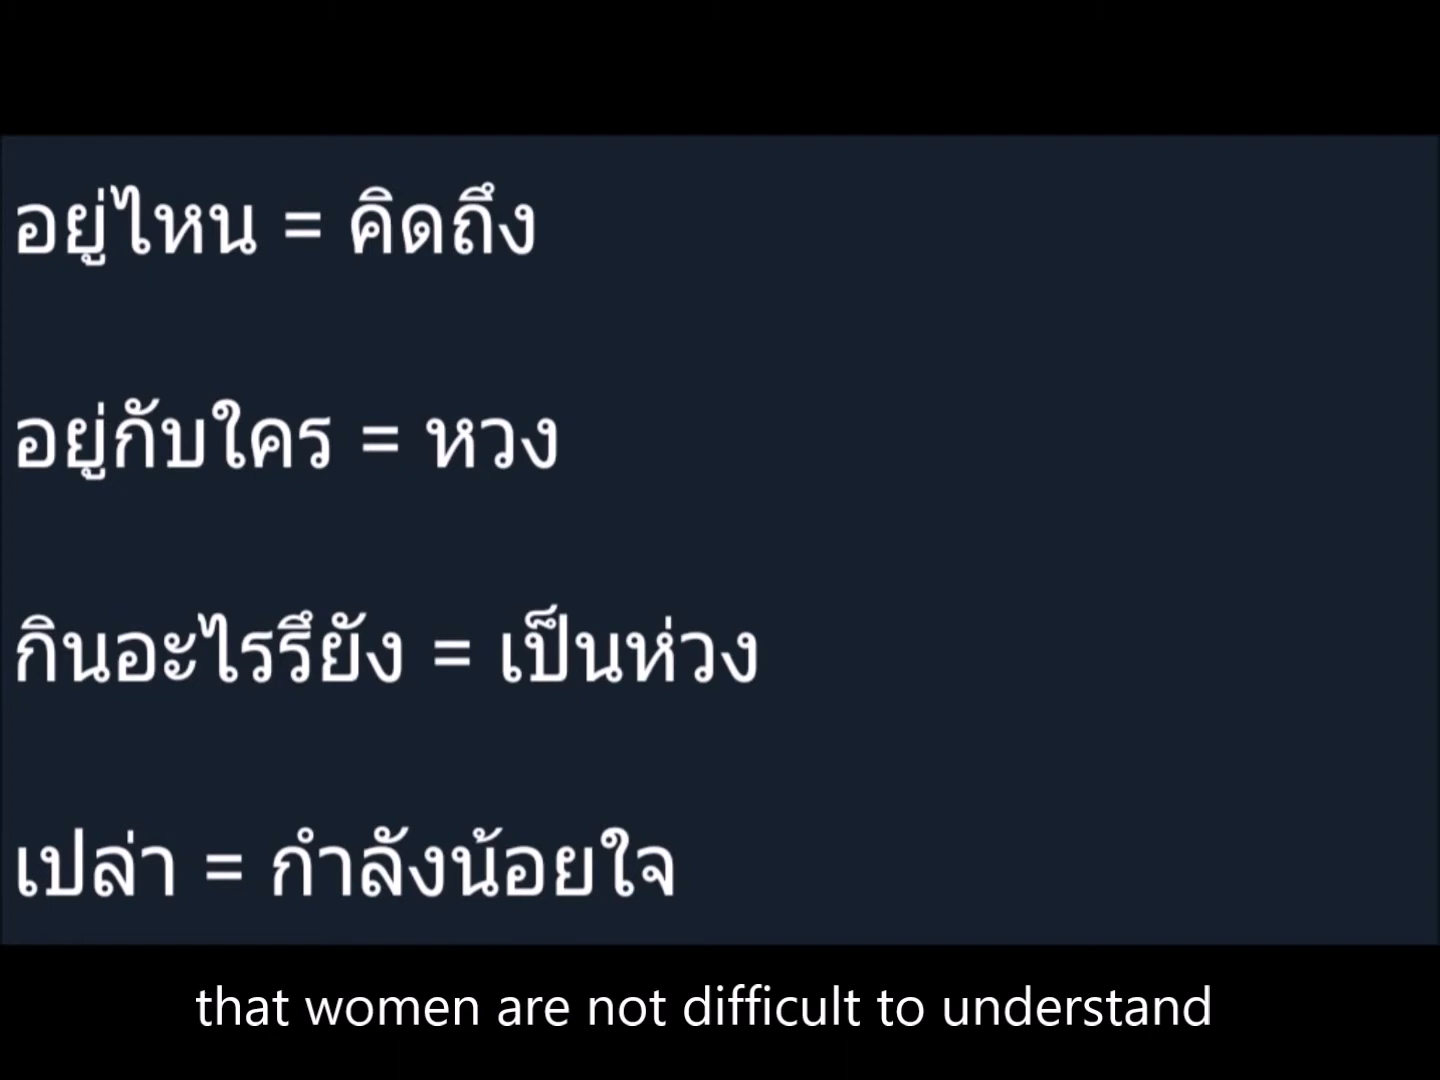 อยู่ไหน = คิดถึง
อยู่กับใคร = หวง
กินอะไรรึยัง = เป็นห่วง
เปล่า = กำลังน้อยใจ
that women are not difficult to understand